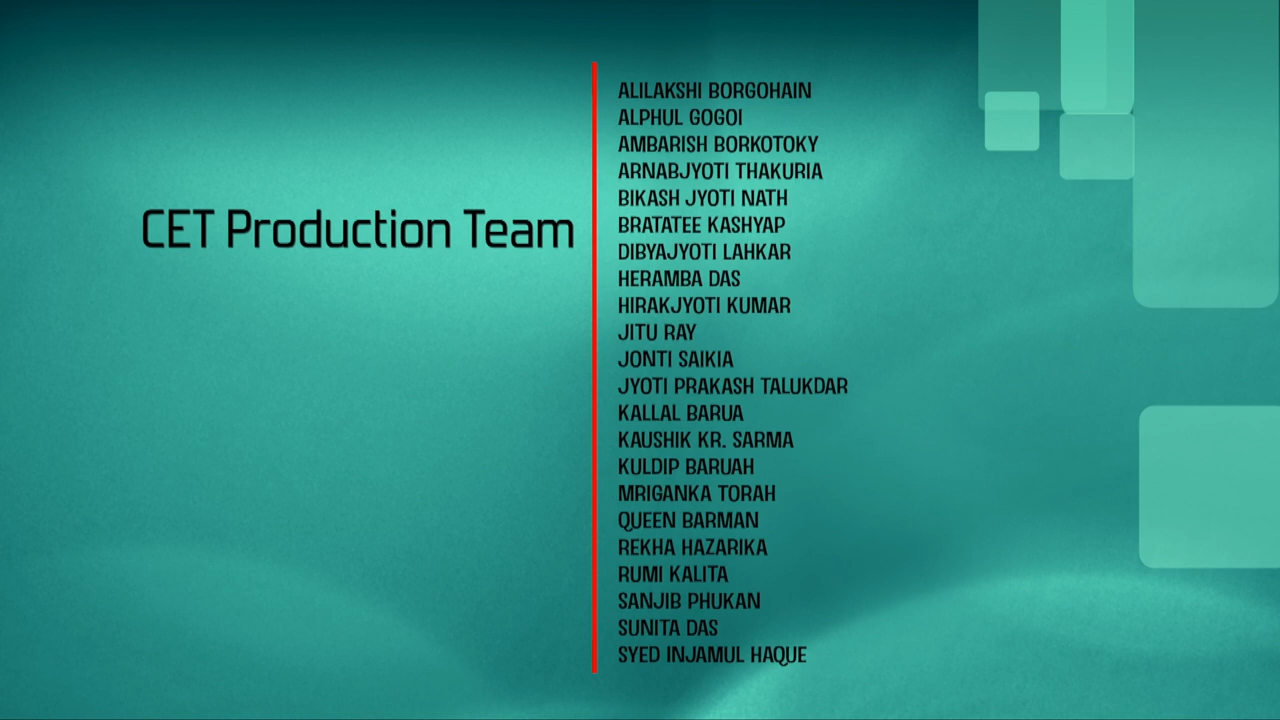 CET Production Team
ALILAKSHI BORGOHAIN
ALPHUL GOGOI
AMBARISH BORKOTOKY
ARNABJYOTI THAKURIA
BIKASH JYOTI NATH
BRATATEE KASHYAP
DIBYAJYOTI LAHKAR
HERAMBA DAS
HIRAKJYOTI KUMAR
JITU RAY
JONTI SAIKIA
JYOTI PRAKASH TALUKDAR
KALLAL BARUA
KAUSHIK KR. SARMA
KULDIP BARUAH
MRIGANKA TORAH
QUEEN BARMAN
REKHA HAZARIKA
RUMI KALITA
SANJIB PHUKAN
SUNITA DAS
SYED INJAMUL HAQUE